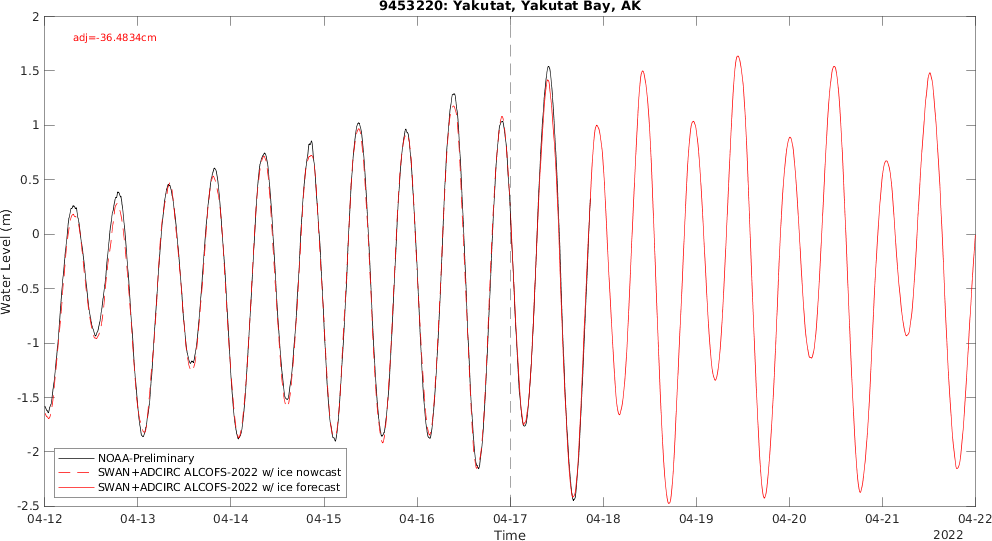 9453220: Yakutat, Yakutat Bay, AK
adj=-36.4834cm
2
1.5
1
0.5
0
-0.5
-1
-1.5
-2
-2.5
Water Level (m)
NOAA-Preliminary
SWAN+ADCIRC ALCOFS-2022 w/ ice nowcast
SWAN+ADCIRC ALCOFS-2022 w/ ice forecast
04-12 04-13 04-14 04-15 04-16 04-17 04-18 04-19 04-20 04-21 04-22
Time
2022